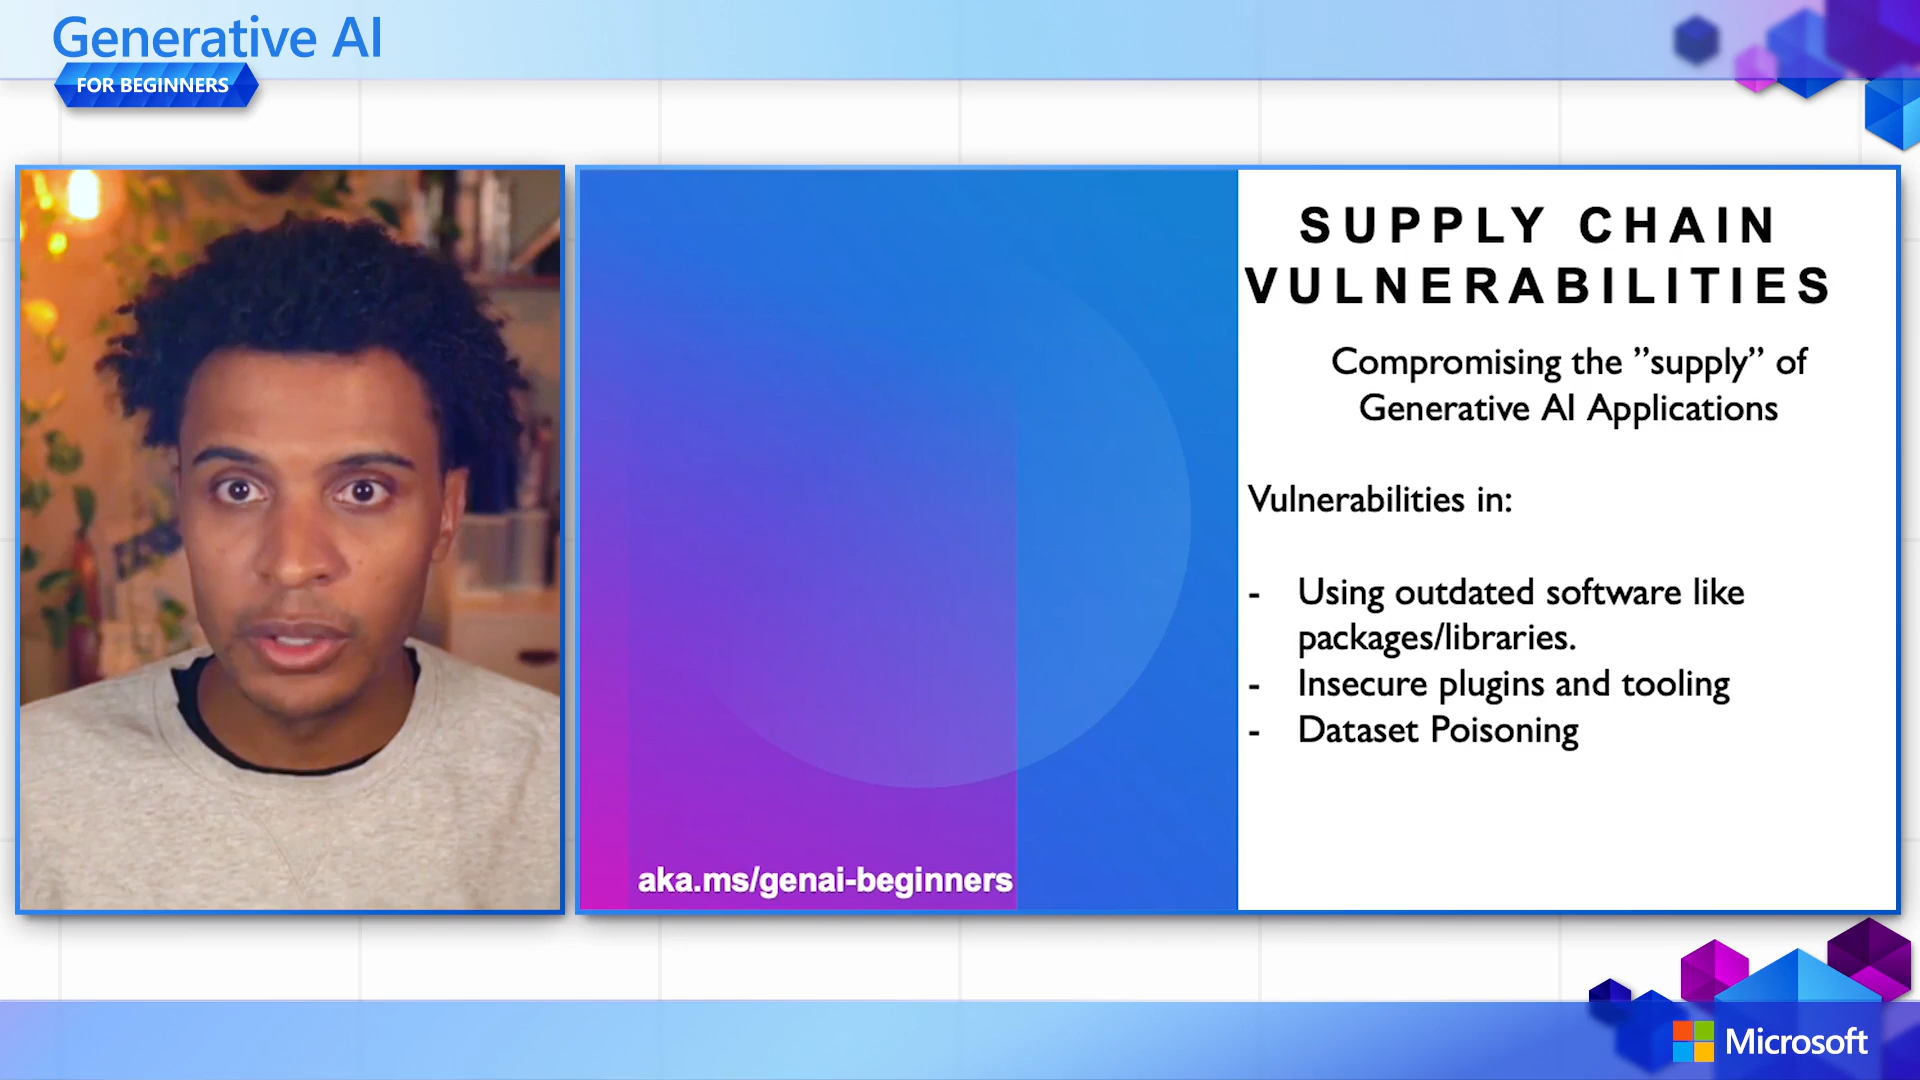 Generative AI
FOR BEGINNERS
SUPPLY CHAIN
VULNERABILITIES
Compromising the ”supply” of
Generative AI Applications
Vulnerabilities in:
- Using outdated software like
packages/libraries.
- Insecure plugins and tooling
- Dataset Poisoning
aka.ms/genai-beginners
Microsoft